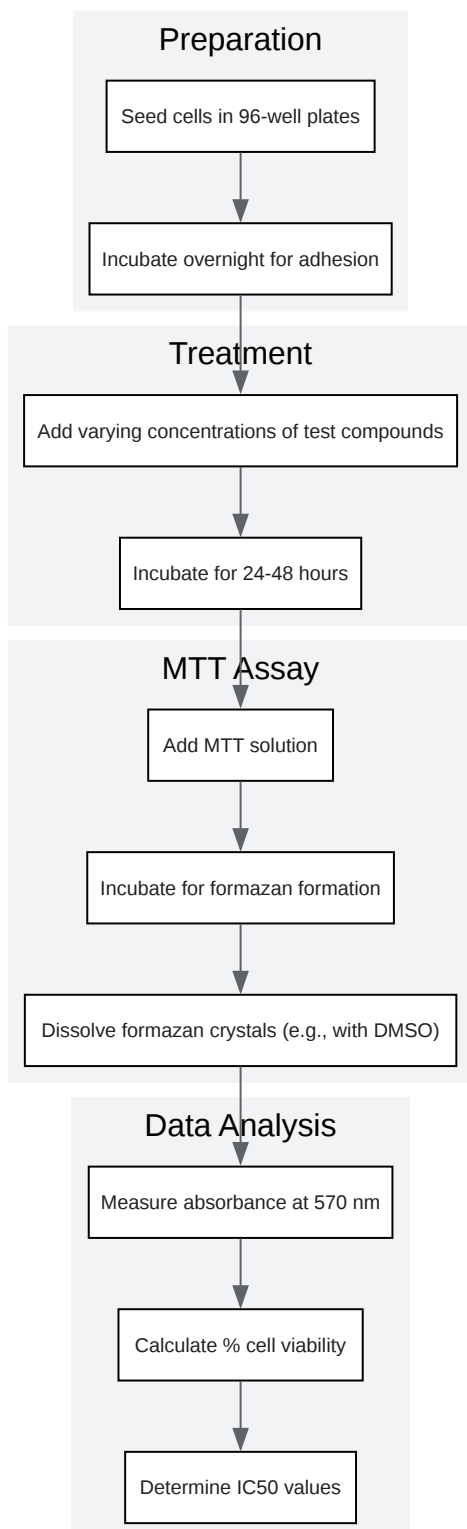 Preparation
Seed cells in 96-well plates
Incubate overnight for adhesion
Treatment
Add varying concentrations of test compounds
Incubate for 24-48 hours
MTT Assay
Add MTT solution
Incubate for formazan formation
Dissolve formazan crystals (e.g., with DMSO)
Data Analysis
Measure absorbance at 570 nm
Calculate % cell viability
Determine IC50 values